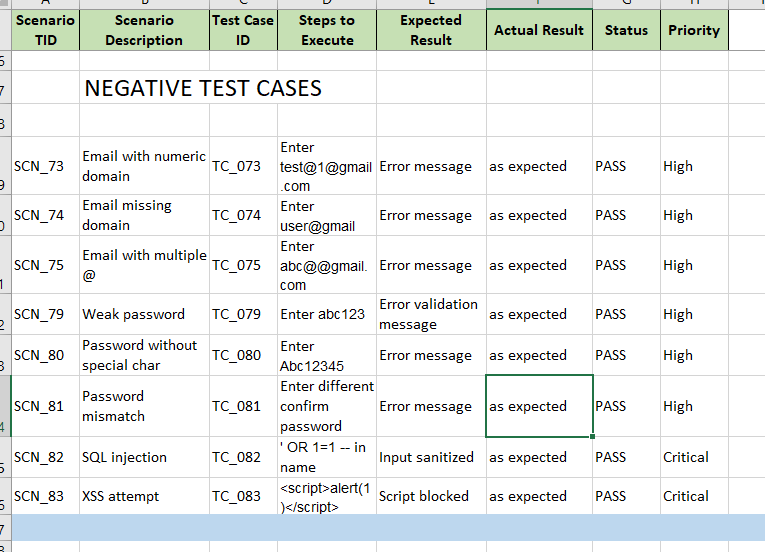 Scenario TID Scenario Description Test Case ID Steps to Execute Expected Result Actual Result Status Priority
NEGATIVE TEST CASES
SCN_73 Email with numeric domain TC_073 Enter test@1@gmail.com Error message as expected PASS High
SCN_74 Email missing domain TC_074 Enter user@gmail Error message as expected PASS High
SCN_75 Email with multiple @ TC_075 Enter abc@@gmail.com Error message as expected PASS High
SCN_79 Weak password TC_079 Enter abc123 Error validation message as expected PASS High
SCN_80 Password without special char TC_080 Enter Abc12345 Error message as expected PASS High
SCN_81 Password mismatch TC_081 Enter different confirm password Error message as expected PASS High
SCN_82 SQL injection TC_082 ' OR 1=1 -- in name Input sanitized as expected PASS Critical
SCN_83 XSS attempt TC_083 <script>alert(1)</script> Script blocked as expected PASS Critical